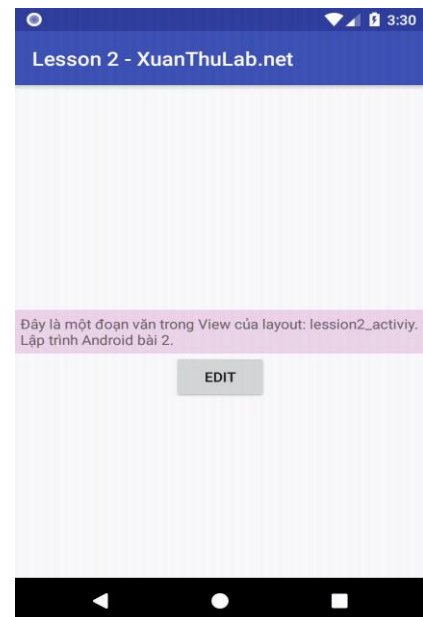 3:30
Lesson 2 - XuanThuLab.net
Đây là một đoạn văn trong View của layout: lession2_activiy.
Lập trình Android bài 2.
EDIT